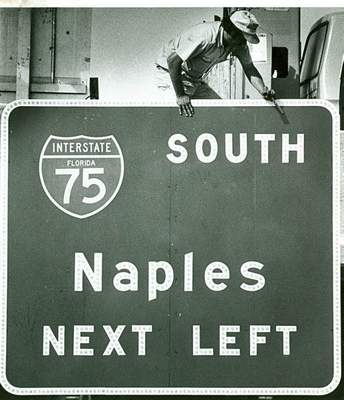 INTERSTATE
FLORIDA
75
SOUTH
Naples
NEXT LEFT